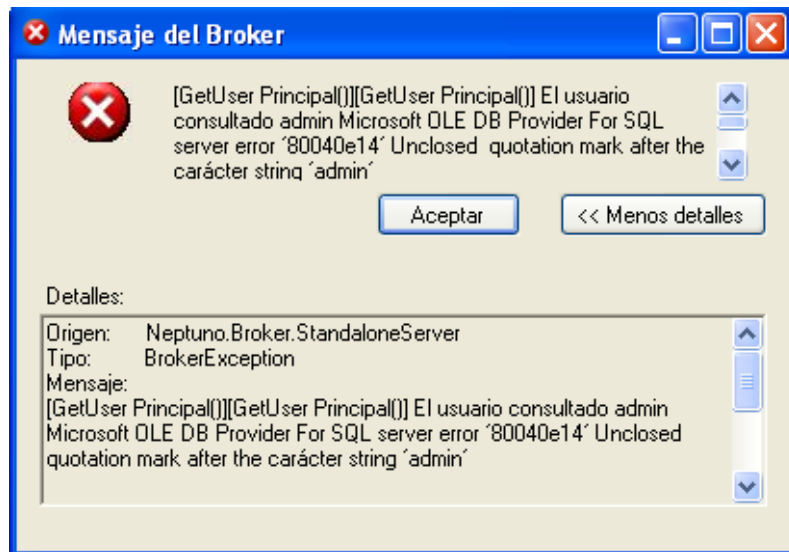 Mensaje del Broker
[GetUser Principal()][GetUser Principal()] El usuario
consultado admin Microsoft OLE DB Provider For SQL
server error ´80040e14´ Unclosed quotation mark after the
carácter string ´admin´
Aceptar
<< Menos detalles
Detalles:
Origen: Neptuno.Broker.StandaloneServer
Tipo: BrokerException
Mensaje:
[GetUser Principal()][GetUser Principal()] El usuario consultado admin
Microsoft OLE DB Provider For SQL server error ´80040e14´ Unclosed
quotation mark after the carácter string ´admin´